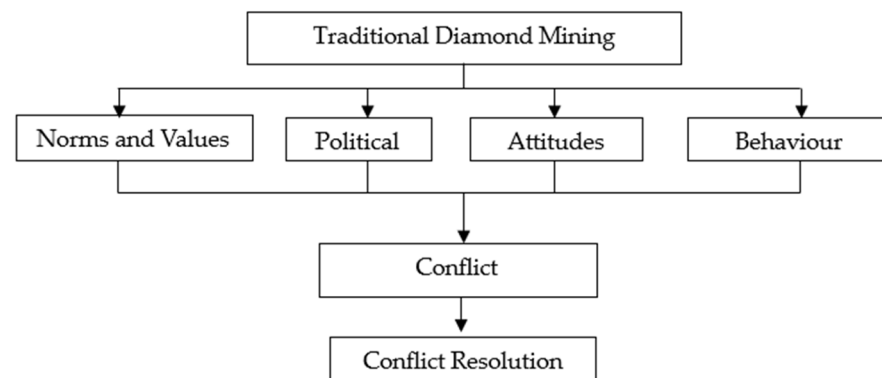 Traditional Diamond Mining
Norms and Values
Political
Attitudes
Behaviour
Conflict
Conflict Resolution